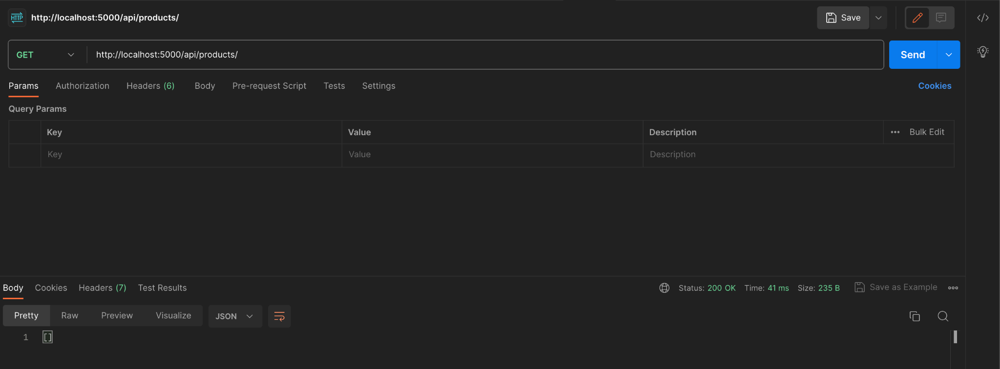 HTTP http://localhost:5000/api/products/ Save
GET http://localhost:5000/api/products/ Send
Params Authorization Headers (6) Body Pre-request Script Tests Settings Cookies
Query Params
Key Value Description ••• Bulk Edit
Key Value Description
Body Cookies Headers (7) Test Results Status: 200 OK Time: 41 ms Size: 235 B Save as Example
Pretty Raw Preview Visualize JSON
1 []